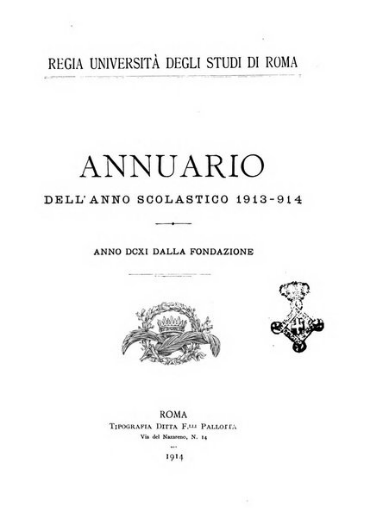 REGIA UNIVERSITÀ DEGLI STUDI DI ROMA
ANNUARIO
DELL'ANNO SCOLASTICO 1913-914
ANNO DCXI DALLA FONDAZIONE
ROMA
TIPOGRAFIA DITTA F.LLI PALLOTTA
Via del Nazareno, N. 14
1914